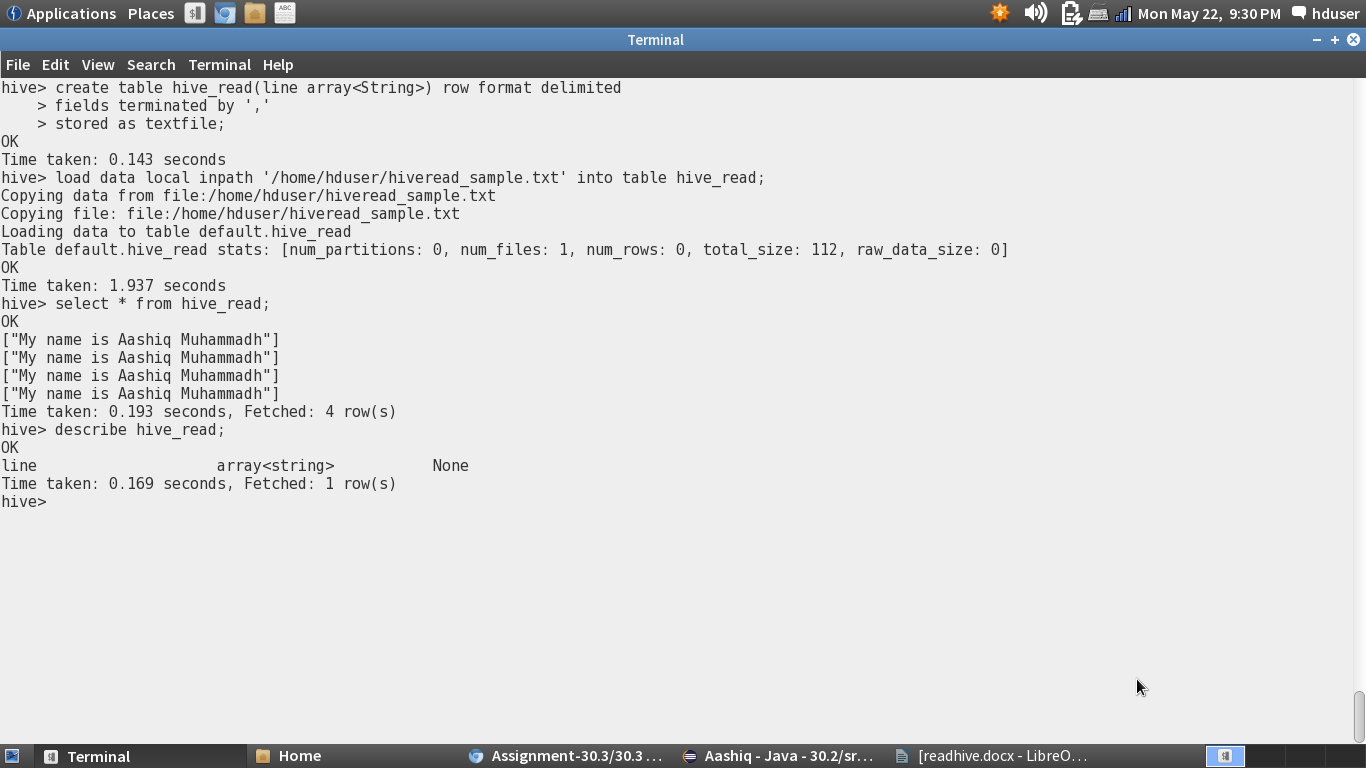 Applications Places ABC Mon May 22, 9:30 PM hduser
Terminal
File Edit View Search Terminal Help
hive> create table hive_read(line array<String>) row format delimited
    > fields terminated by ','
    > stored as textfile;
OK
Time taken: 0.143 seconds
hive> load data local inpath '/home/hduser/hiveread_sample.txt' into table hive_read;
Copying data from file:/home/hduser/hiveread_sample.txt
Copying file: file:/home/hduser/hiveread_sample.txt
Loading data to table default.hive_read
Table default.hive_read stats: [num_partitions: 0, num_files: 1, num_rows: 0, total_size: 112, raw_data_size: 0]
OK
Time taken: 1.937 seconds
hive> select * from hive_read;
OK
["My name is Aashiq Muhammadh"]
["My name is Aashiq Muhammadh"]
["My name is Aashiq Muhammadh"]
["My name is Aashiq Muhammadh"]
Time taken: 0.193 seconds, Fetched: 4 row(s)
hive> describe hive_read;
OK
line                    array<string>           None
Time taken: 0.169 seconds, Fetched: 1 row(s)
hive>
Terminal Home Assignment-30.3/30.3 ... Aashiq - Java - 30.2/sr... [readhive.docx - LibreO...